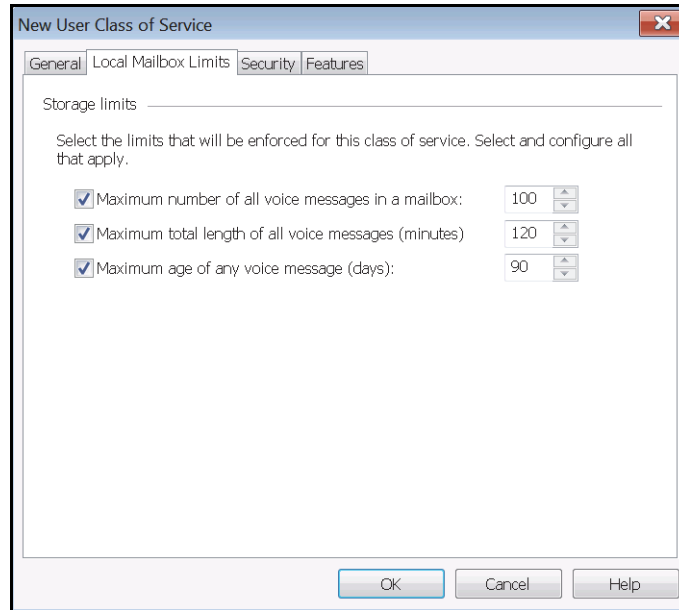 New User Class of Service
General Local Mailbox Limits Security Features
Storage limits
Select the limits that will be enforced for this class of service. Select and configure all
that apply.
Maximum number of all voice messages in a mailbox: 100
Maximum total length of all voice messages (minutes) 120
Maximum age of any voice message (days): 90
OK Cancel Help